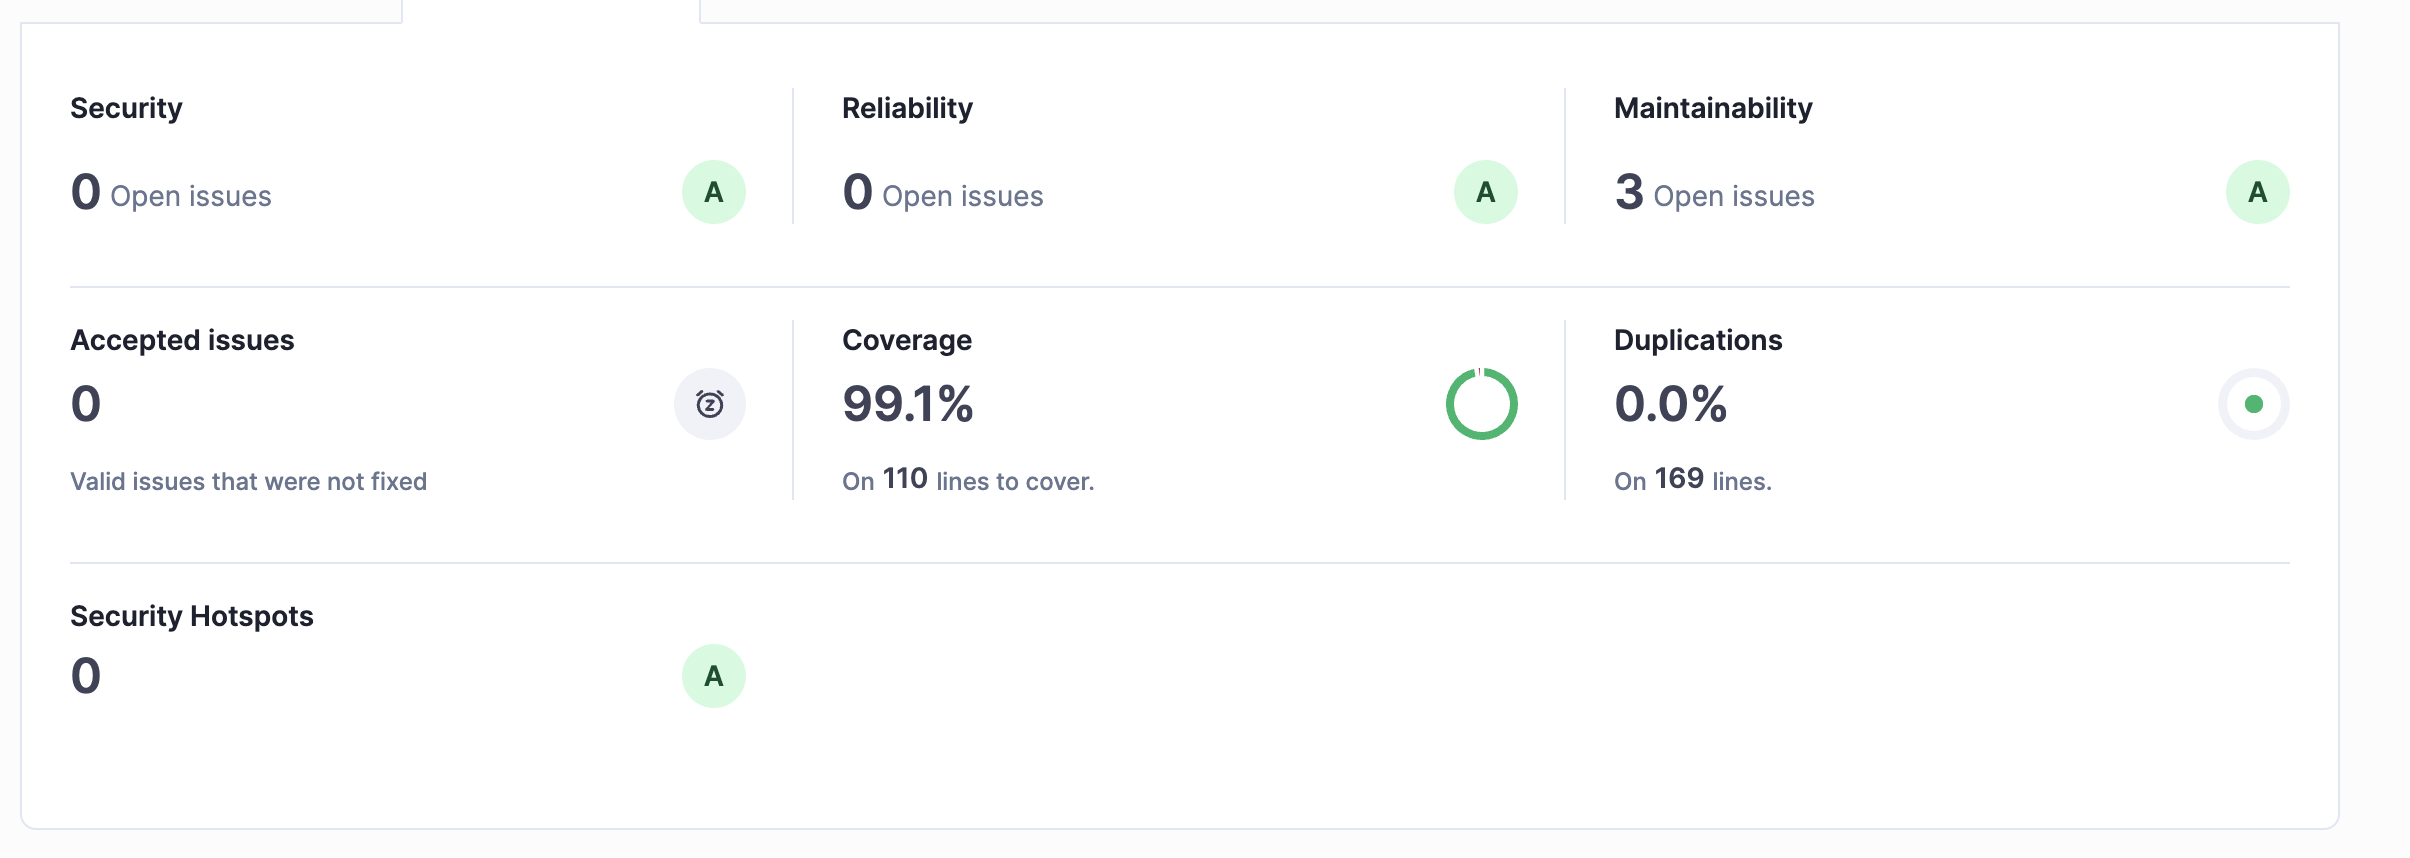 Security
0 Open issues
A
Reliability
0 Open issues
A
Maintainability
3 Open issues
A
Accepted issues
0
z
Valid issues that were not fixed
Coverage
99.1%
On 110 lines to cover.
Duplications
0.0%
On 169 lines.
Security Hotspots
0
A